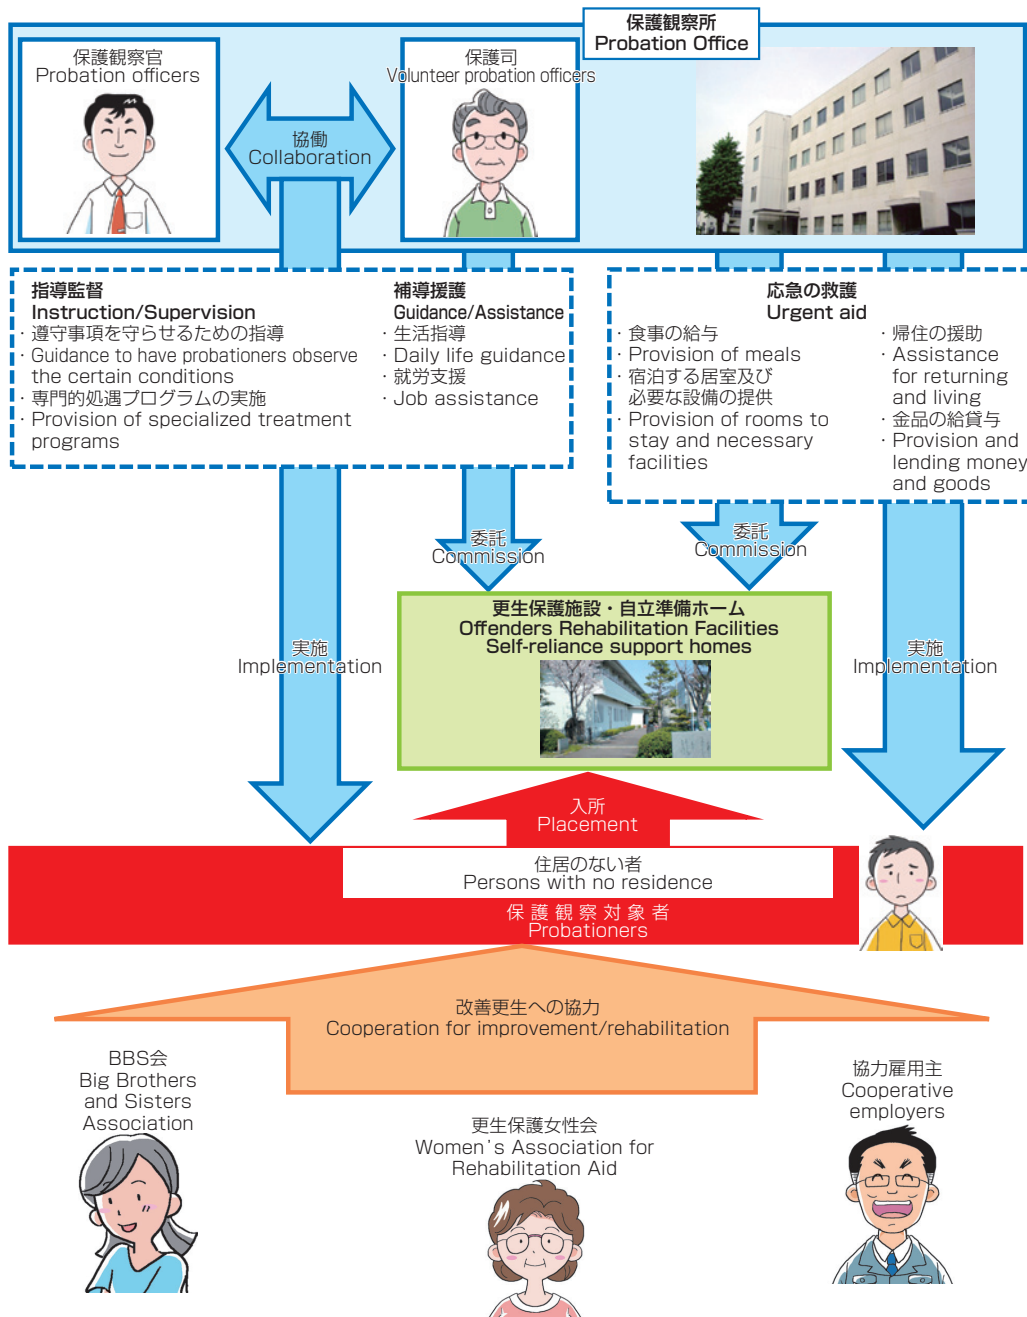 保護観察所
Probation Office
保護観察官
Probation officers
保護司
Volunteer probation officers
協働
Collaboration
指導監督
Instruction/Supervision
・遵守事項を守らせるための指導
・Guidance to have probationers observe
the certain conditions
・専門的処遇プログラムの実施
・Provision of specialized treatment
programs
補導援護
Guidance/Assistance
・生活指導
・Daily life guidance
・就労支援
・Job assistance
応急の救護
Urgent aid
・食事の給与
・Provision of meals
・宿泊する居室及び
必要な設備の提供
・Provision of rooms to
stay and necessary
facilities
・帰住の援助
・Assistance
for returning
and living
・金品の給貸与
・Provision and
lending money
and goods
委託
Commission
委託
Commission
更生保護施設・自立準備ホーム
Offenders Rehabilitation Facilities
Self-reliance support homes
実施
Implementation
実施
Implementation
入所
Placement
住居のない者
Persons with no residence
保護観察対象者
Probationers
改善更生への協力
Cooperation for improvement/rehabilitation
BBS会
Big Brothers
and Sisters
Association
更生保護女性会
Women's Association for
Rehabilitation Aid
協力雇用主
Cooperative
employers